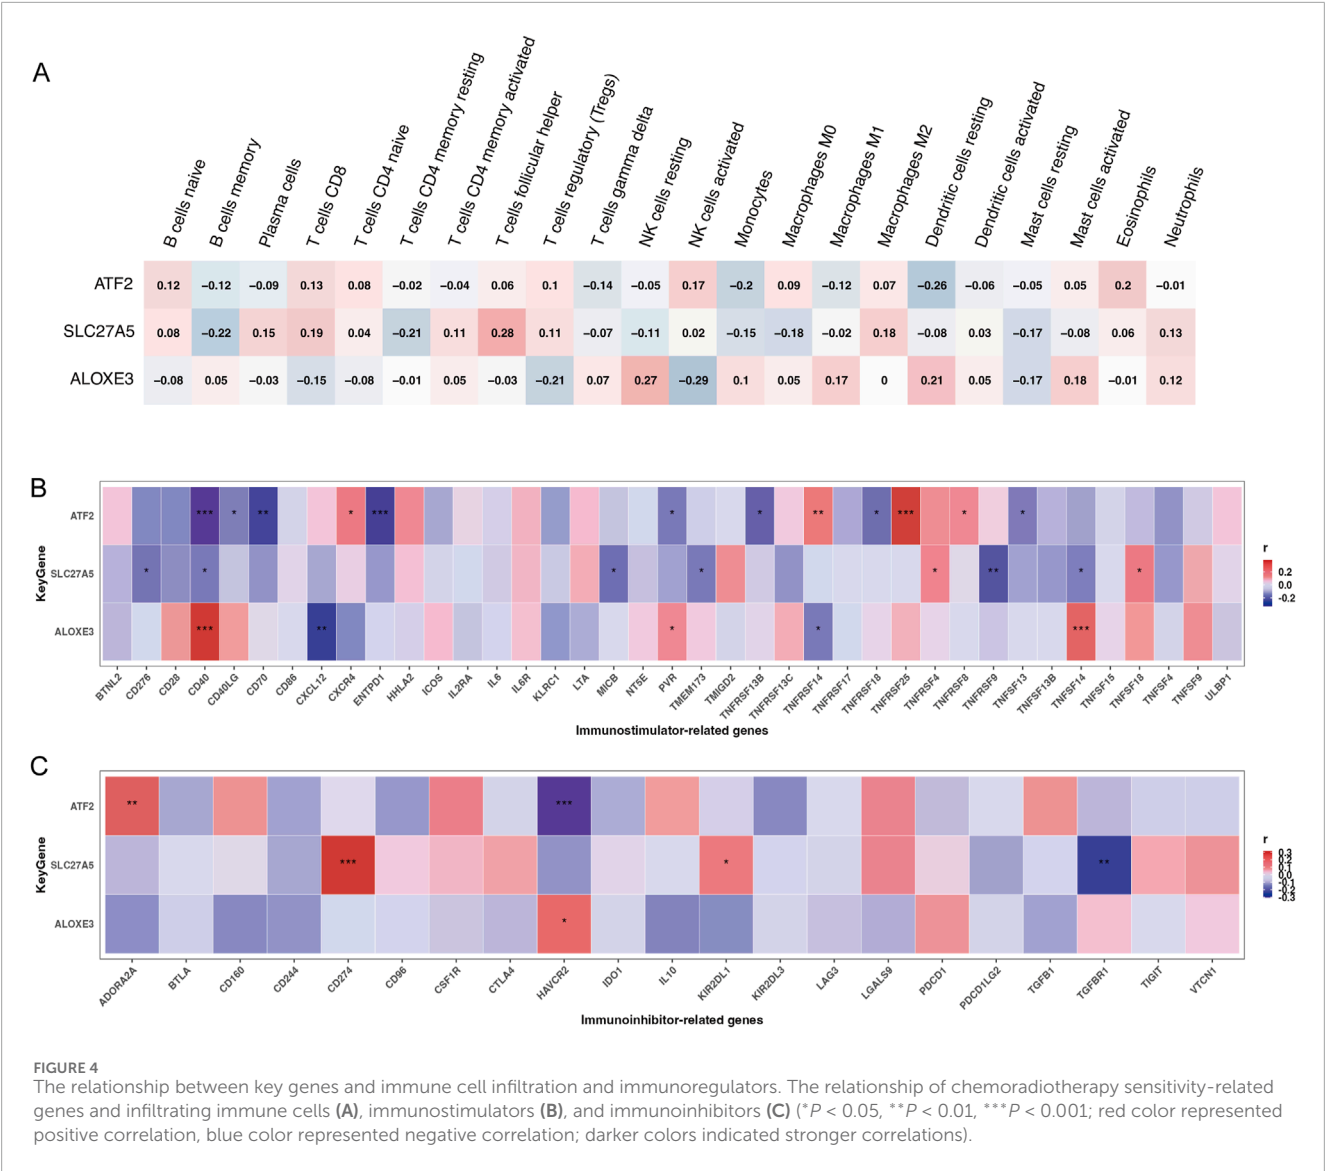 A
B cells naive
B cells memory
Plasma cells
T cells CD8
T cells CD4 naive
T cells CD4 memory resting
T cells CD4 memory activated
T cells follicular helper
T cells regulatory (Tregs)
T cells gamma delta
NK cells resting
NK cells activated
Monocytes
Macrophages M0
Macrophages M1
Macrophages M2
Dendritic cells resting
Dendritic cells activated
Mast cells resting
Mast cells activated
Eosinophils
Neutrophils
ATF2 0.12 −0.12 −0.09 0.13 0.08 −0.02 −0.04 0.06 0.1 −0.14 −0.05 0.17 −0.2 0.09 −0.12 0.07 −0.26 −0.06 −0.05 0.05 0.2 −0.01
SLC27A5 0.08 −0.22 0.15 0.19 0.04 −0.21 0.11 0.28 0.11 −0.07 −0.11 0.02 −0.15 −0.18 −0.02 0.18 −0.08 0.03 −0.17 −0.08 0.06 0.13
ALOXE3 −0.08 0.05 −0.03 −0.15 −0.08 −0.01 0.05 −0.03 −0.21 0.07 0.27 −0.29 0.1 0.05 0.17 0 0.21 0.05 −0.17 0.18 −0.01 0.12
B
KeyGene
ATF2 *** * ** * *** * * ** * *** * *
SLC27A5 * * * * * ** * *
ALOXE3 *** ** * * ***
BTNL2
CD276
CD28
CD40
CD40LG
CD70
CD86
CXCL12
CXCR4
ENTPD1
HHLA2
ICOS
IL2RA
IL6
IL6R
KLRC1
LTA
MICB
NT5E
PVR
TMEM173
TMIGD2
TNFRSF13B
TNFRSF13C
TNFRSF14
TNFRSF17
TNFRSF18
TNFRSF25
TNFRSF4
TNFRSF8
TNFRSF9
TNFSF13
TNFSF13B
TNFSF14
TNFSF15
TNFSF18
TNFSF4
TNFSF9
ULBP1
Immunostimulator-related genes
r
0.2
0.0
-0.2
C
KeyGene
ATF2 ** ***
SLC27A5 *** * **
ALOXE3 *
ADORA2A
BTLA
CD160
CD244
CD274
CD96
CSF1R
CTLA4
HAVCR2
IDO1
IL10
KIR2DL1
KIR2DL3
LAG3
LGALS9
PDCD1
PDCD1LG2
TGFB1
TGFBR1
TIGIT
VTCN1
Immunoinhibitor-related genes
r
0.3
0.2
0.1
0.0
-0.1
-0.2
-0.3
FIGURE 4
The relationship between key genes and immune cell infiltration and immunoregulators. The relationship of chemoradiotherapy sensitivity-related
genes and infiltrating immune cells (A), immunostimulators (B), and immunoinhibitors (C) (*P < 0.05, **P < 0.01, ***P < 0.001; red color represented
positive correlation, blue color represented negative correlation; darker colors indicated stronger correlations).